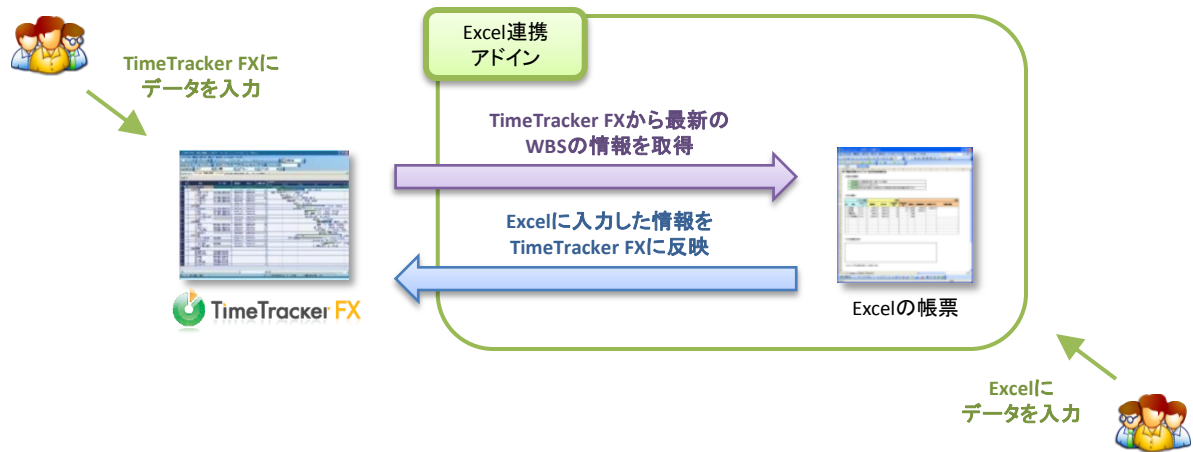 Excel連携
アドイン
TimeTracker FXに
データを入力
TimeTracker FXから最新の
WBSの情報を取得
Excelに入力した情報を
TimeTracker FXに反映
TimeTracker FX
Excelの帳票
Excelに
データを入力